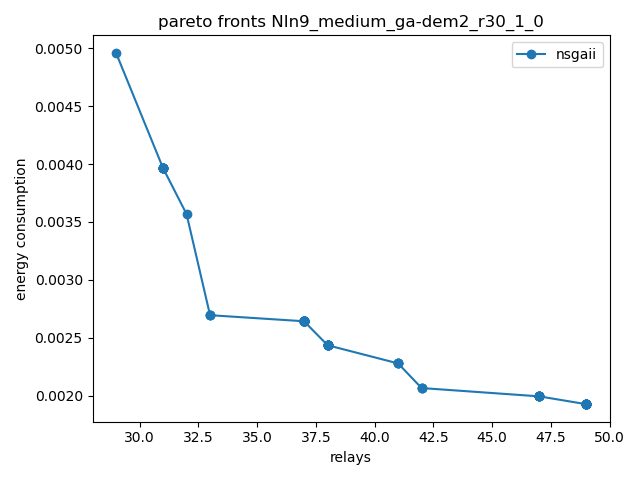 pareto fronts NIn9_medium_ga-dem2_r30_1_0
nsgaii
0.0050
0.0045
0.0040
0.0035
0.0030
0.0025
0.0020
energy consumption
30.0 32.5 35.0 37.5 40.0 42.5 45.0 47.5 50.0
relays